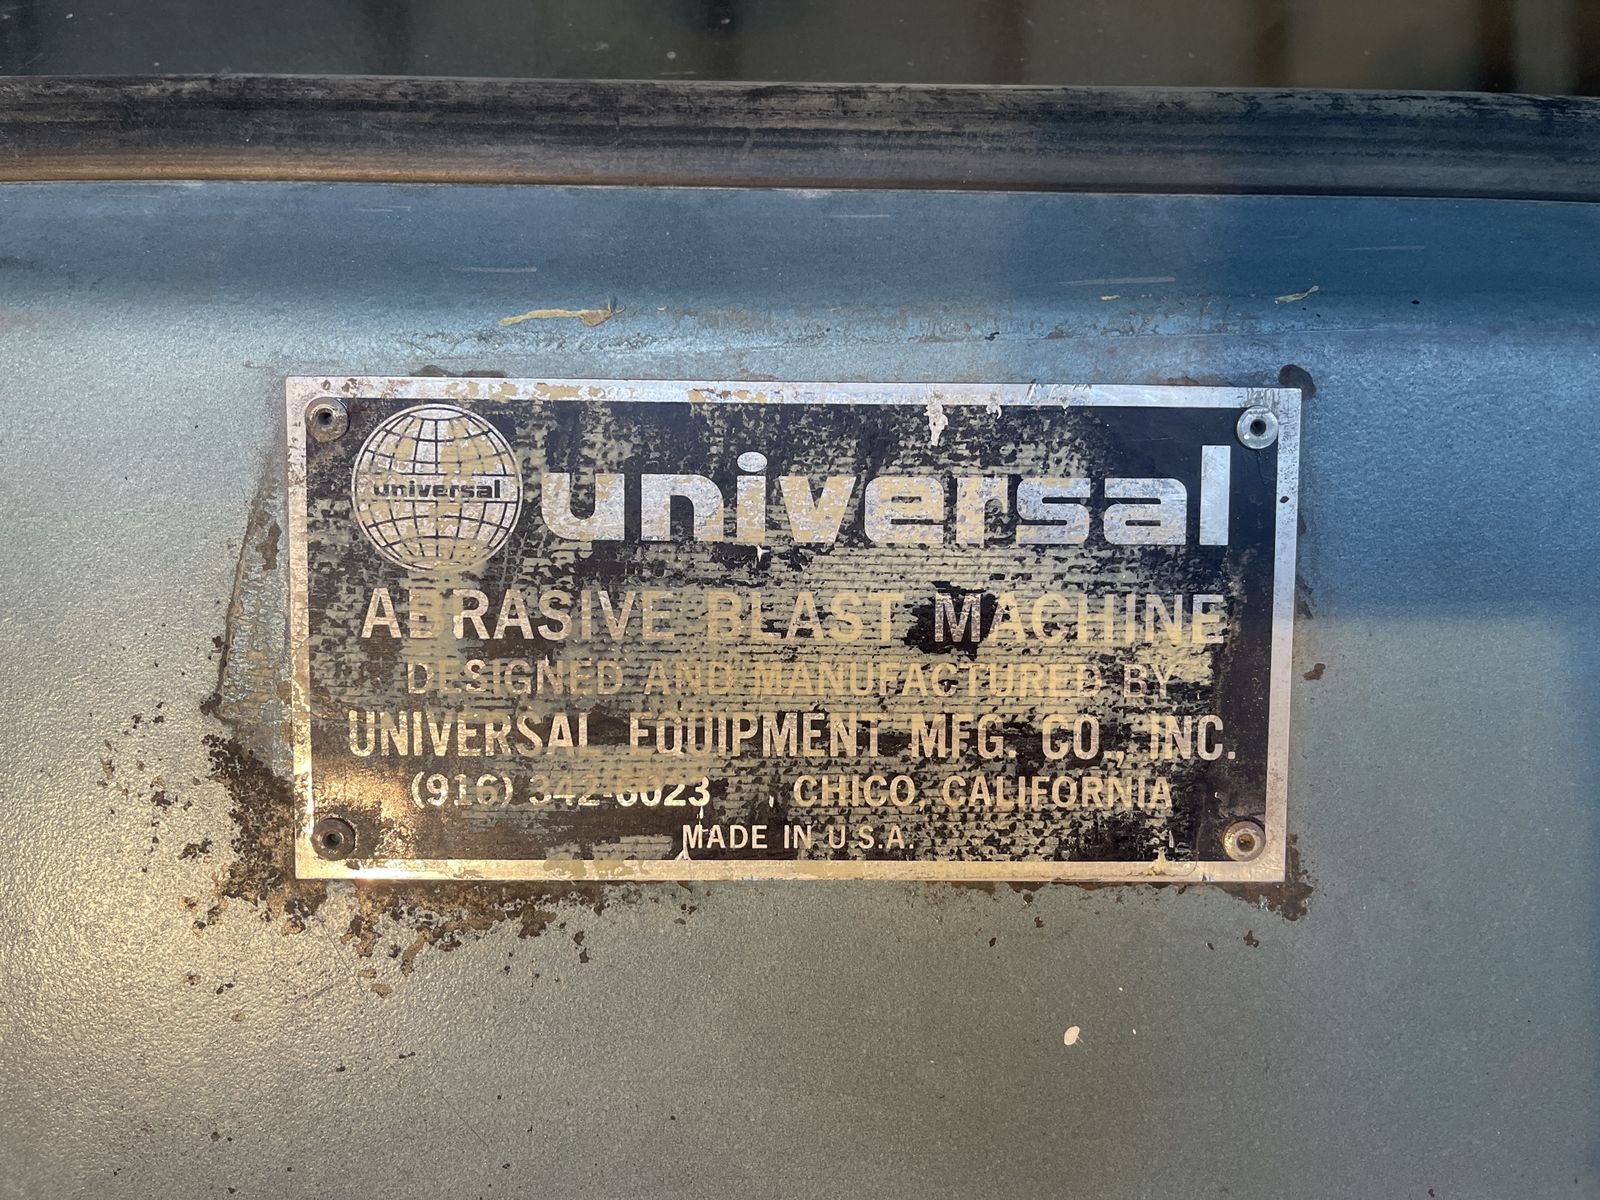 universal
universal
ABRASIVE BLAST MACHINE
DESIGNED AND MANUFACTURED BY
UNIVERSAL EQUIPMENT MFG. CO., INC.
(916) 342-6023 CHICO, CALIFORNIA
MADE IN U.S.A.